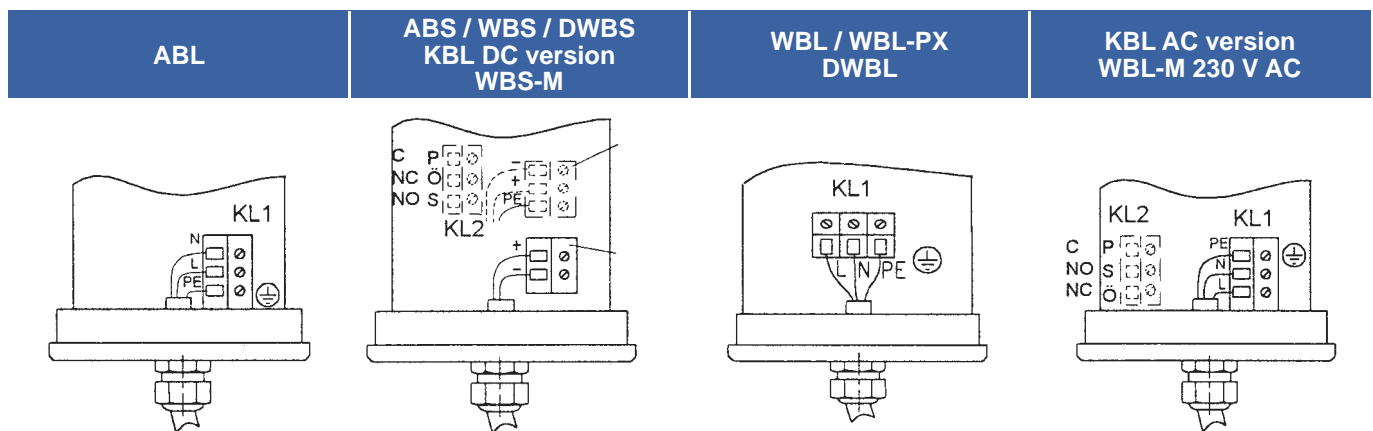 ABL
ABS / WBS / DWBS
KBL DC version
WBS-M
WBL / WBL-PX
DWBL
KBL AC version
WBL-M 230 V AC
KL1
N
L
PE
C P
NC Ö
NO S
KL2
–
+
PE
+
–
KL1
L N PE
KL2
C P
NO S
NC Ö
KL1
PE
N
L